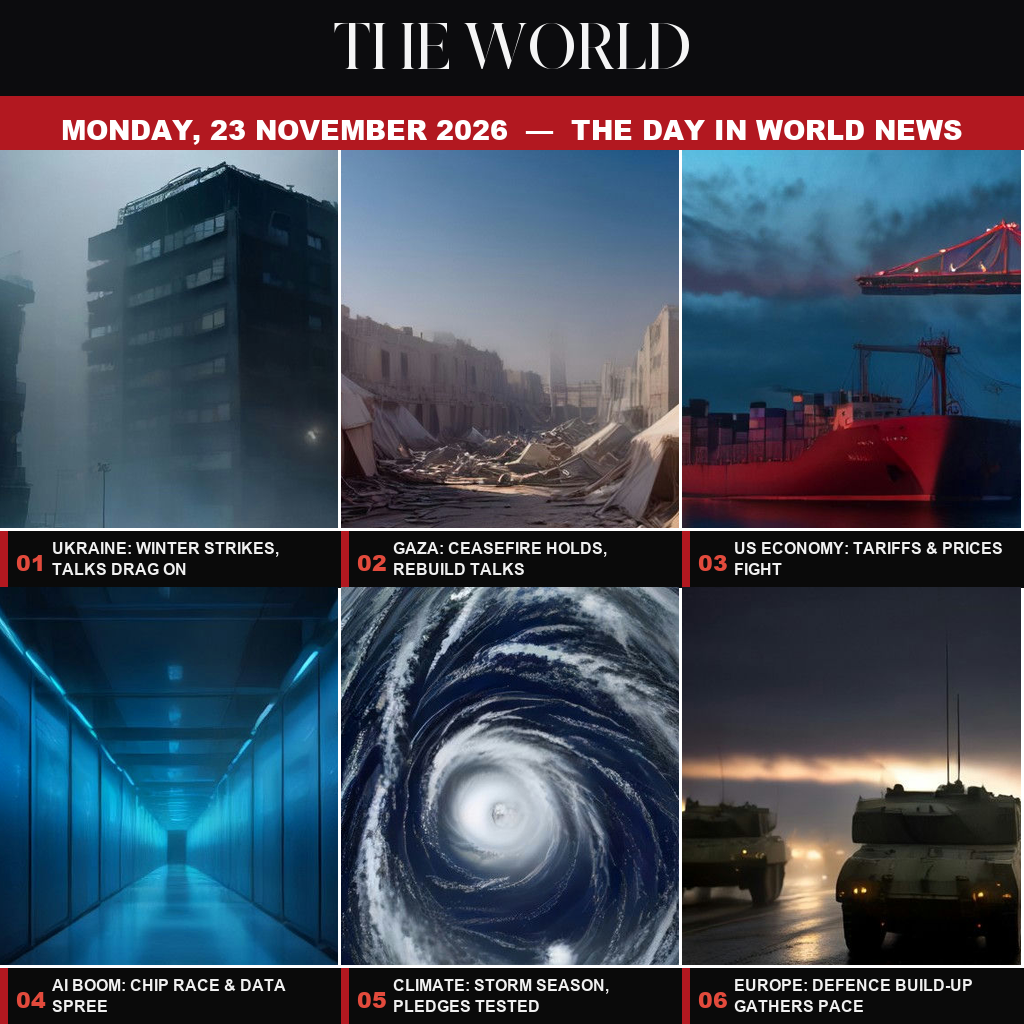 THE WORLD
MONDAY, 23 NOVEMBER 2026 — THE DAY IN WORLD NEWS
01 UKRAINE: WINTER STRIKES,
TALKS DRAG ON
02 GAZA: CEASEFIRE HOLDS,
REBUILD TALKS
03 US ECONOMY: TARIFFS & PRICES
FIGHT
04 AI BOOM: CHIP RACE & DATA
SPREE
05 CLIMATE: STORM SEASON,
PLEDGES TESTED
06 EUROPE: DEFENCE BUILD-UP
GATHERS PACE